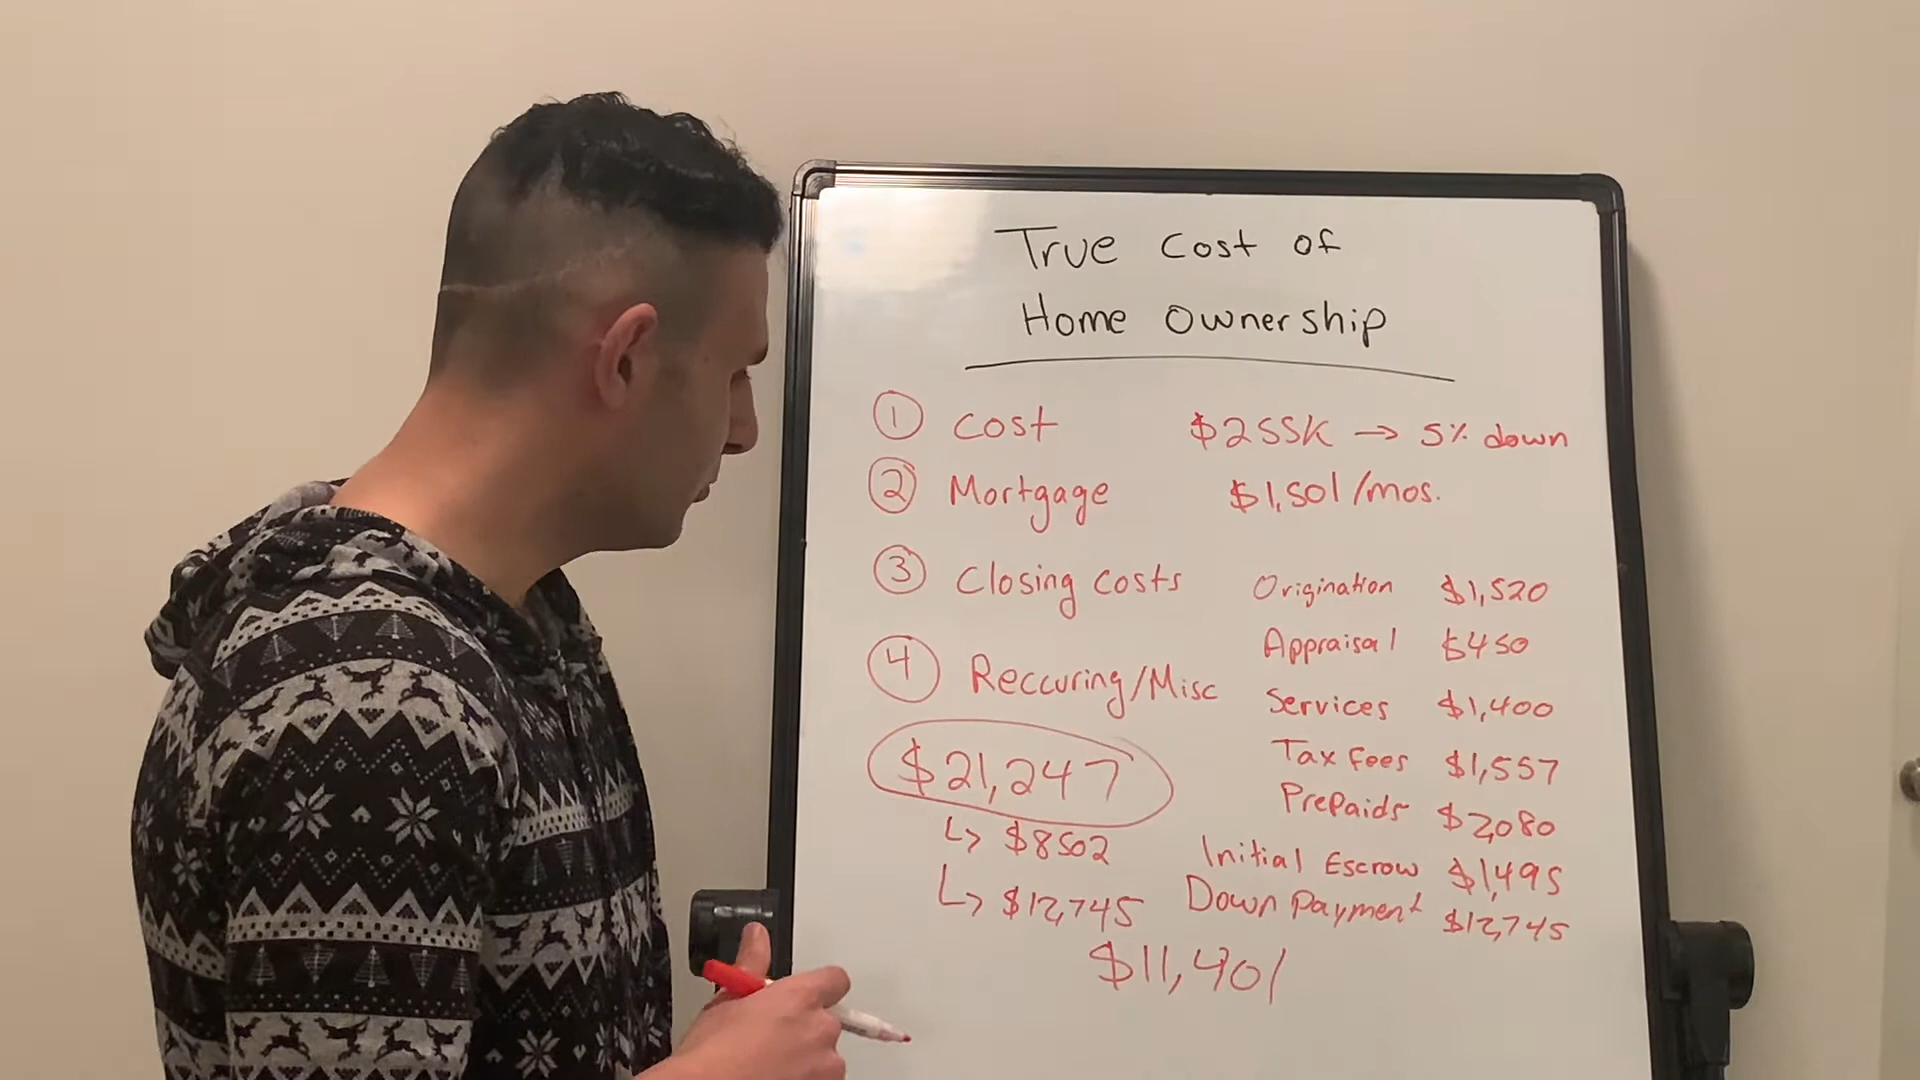 True Cost of
Home Ownership
1 Cost $255K → 5% down
2 Mortgage $1,501/mos.
3 Closing Costs
Origination $1,520
Appraisal $450
4 Reccuring/Misc
Services $1,400
Tax Fees $1,557
$21,247
Prepaids $2,080
↳ $8502
Initial Escrow $1,495
↳ $12,745
Down Payment $12,745
$11,401